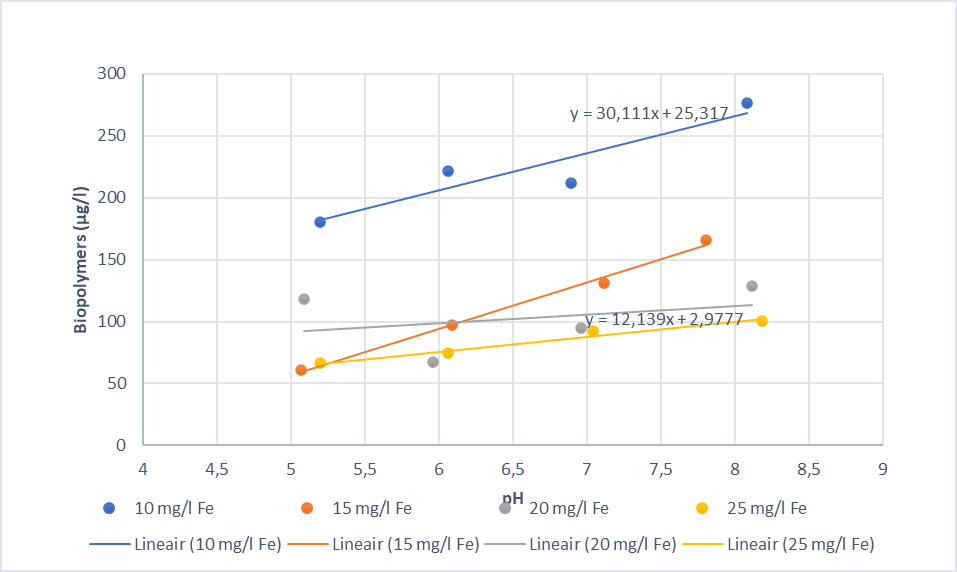 300
250
200
150
100
50
0
Biopolymers (µg/l)
y = 30,111x + 25,317
y = 12,139x + 2,9777
4 4,5 5 5,5 6 6,5 7 7,5 8 8,5 9
pH
10 mg/l Fe 15 mg/l Fe 20 mg/l Fe 25 mg/l Fe
Lineair (10 mg/l Fe) Lineair (15 mg/l Fe) Lineair (20 mg/l Fe) Lineair (25 mg/l Fe)